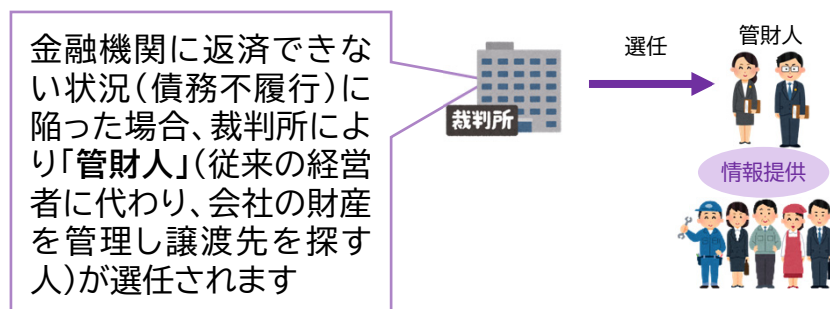 金融機関に返済できな
い状況（債務不履行）に
陥った場合、裁判所によ
り「管財人」（従来の経営
者に代わり、会社の財産
を管理し譲渡先を探す
人）が選任されます
裁判所
選任
管財人
情報提供